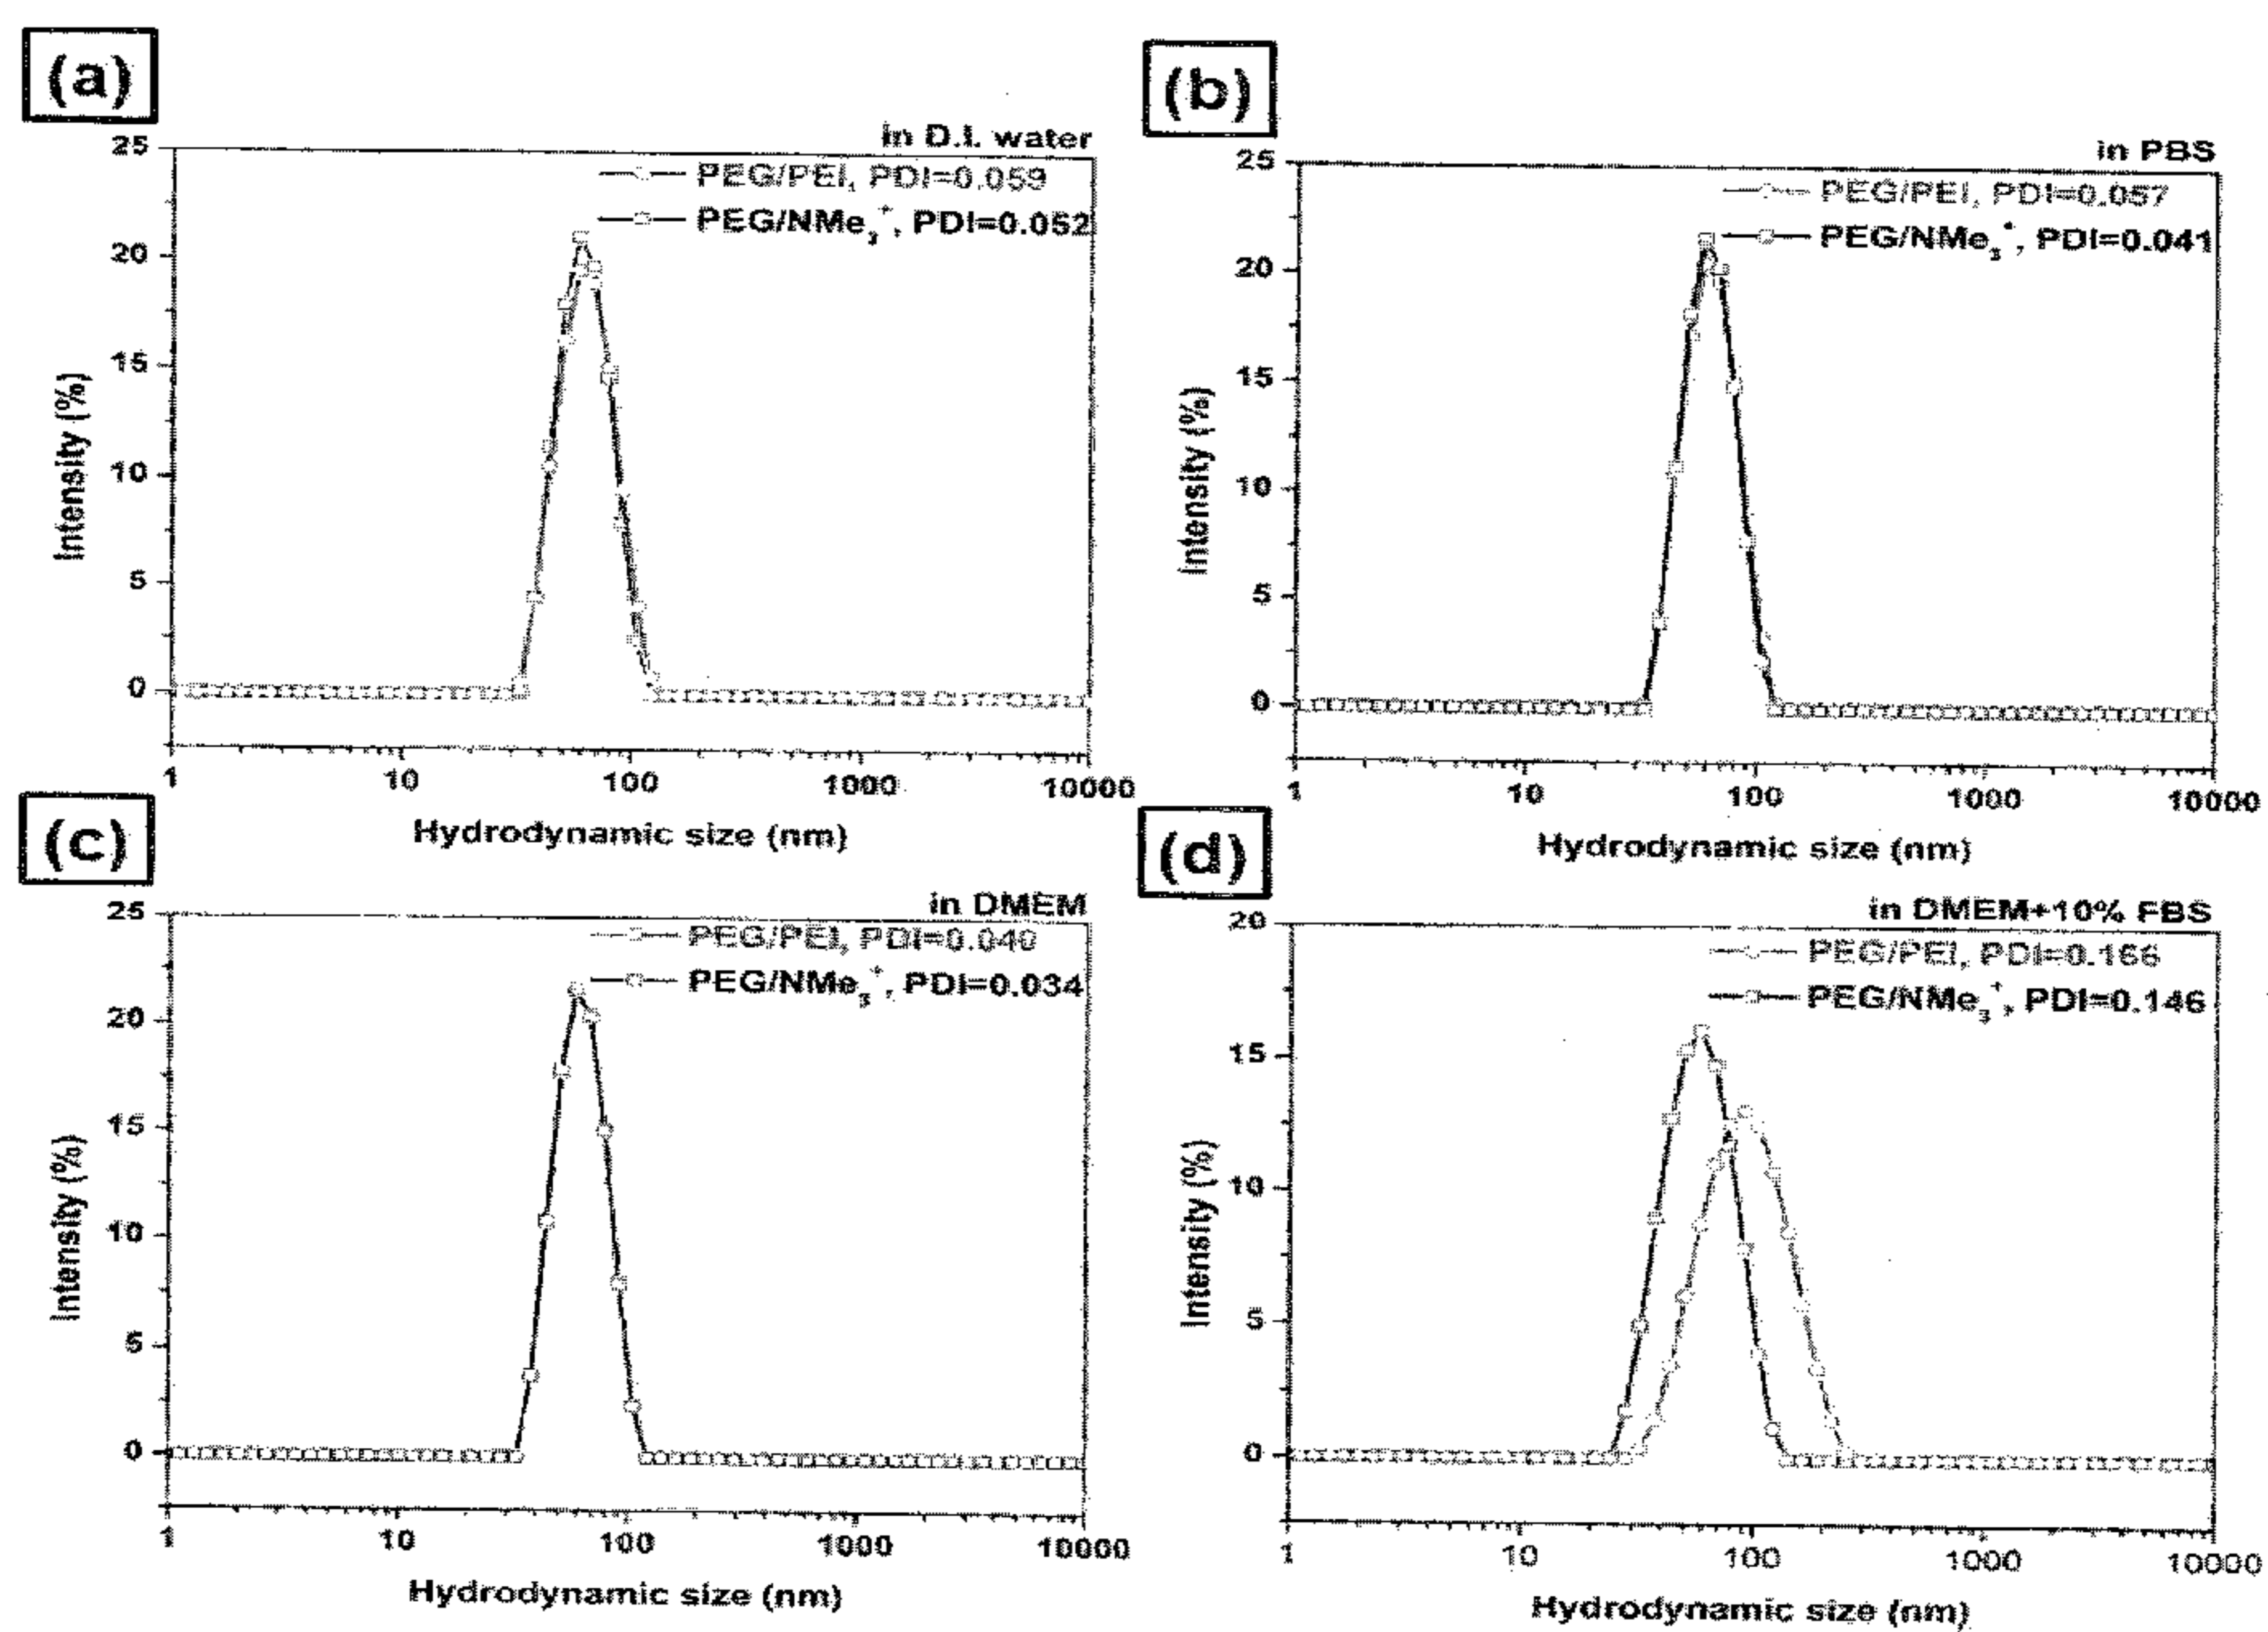 (a)
in D.I. water
PEG/PEI, PDI=0.059
PEG/NMe3+, PDI=0.052
25
20
15
10
5
0
Intensity (%)
1 10 100 1000 10000
Hydrodynamic size (nm)
(b)
in PBS
PEG/PEI, PDI=0.057
PEG/NMe3+, PDI=0.041
25
20
15
10
5
0
Intensity (%)
1 10 100 1000 10000
Hydrodynamic size (nm)
(c)
in DMEM
PEG/PEI, PDI=0.040
PEG/NMe3+, PDI=0.034
25
20
15
10
5
0
Intensity (%)
1 10 100 1000 10000
Hydrodynamic size (nm)
(d)
in DMEM+10% FBS
PEG/PEI, PDI=0.166
PEG/NMe3+, PDI=0.146
20
15
10
5
0
Intensity (%)
1 10 100 1000 10000
Hydrodynamic size (nm)